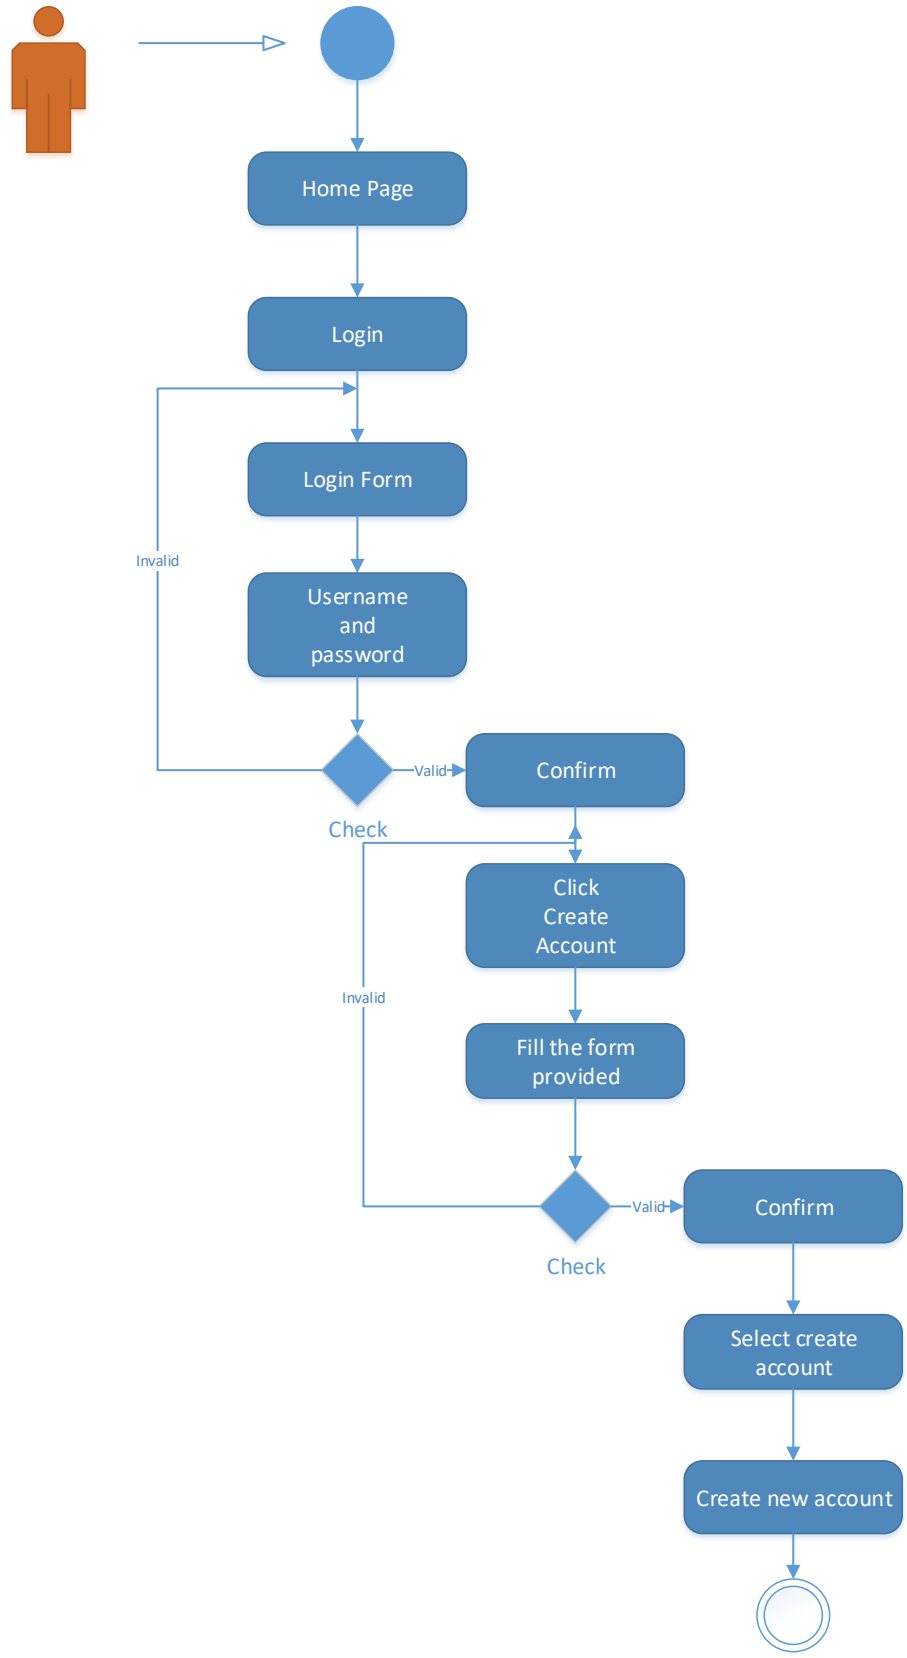 Home Page
Login
Login Form
Invalid
Username
and
password
Valid
Confirm
Check
Click
Create
Account
Invalid
Fill the form
provided
Valid
Confirm
Check
Select create
account
Create new account